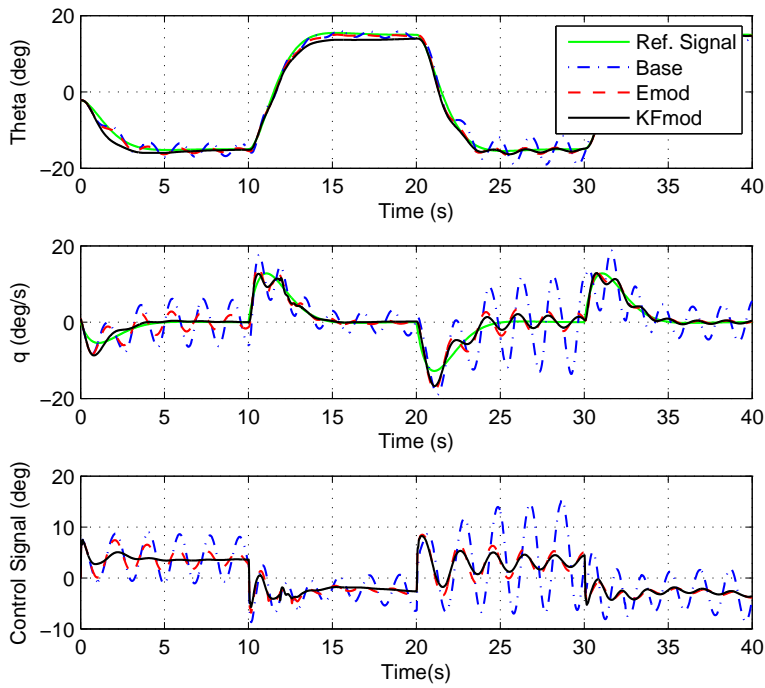 20
0
−20
Theta (deg)
Ref. Signal
Base
Emod
KFmod
0 5 10 15 20 25 30 35 40
Time (s)
20
0
−20
q (deg/s)
0 5 10 15 20 25 30 35 40
Time (s)
20
10
0
−10
Control Signal (deg)
0 5 10 15 20 25 30 35 40
Time(s)